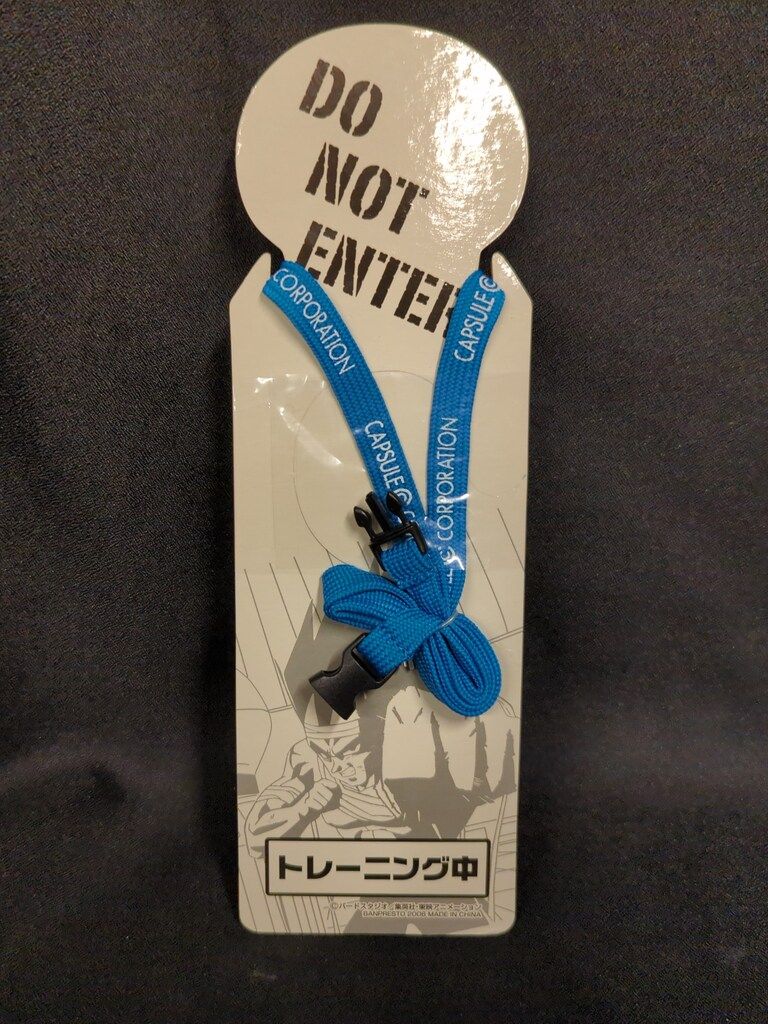 DO
NOT
ENTER
CORPORATION
CAPSULE©
CAPSULE©
© CORPORATION
トレーニング中
©バードスタジオ/集英社・東映アニメーション
BANPRESTO 2006 MADE IN CHINA